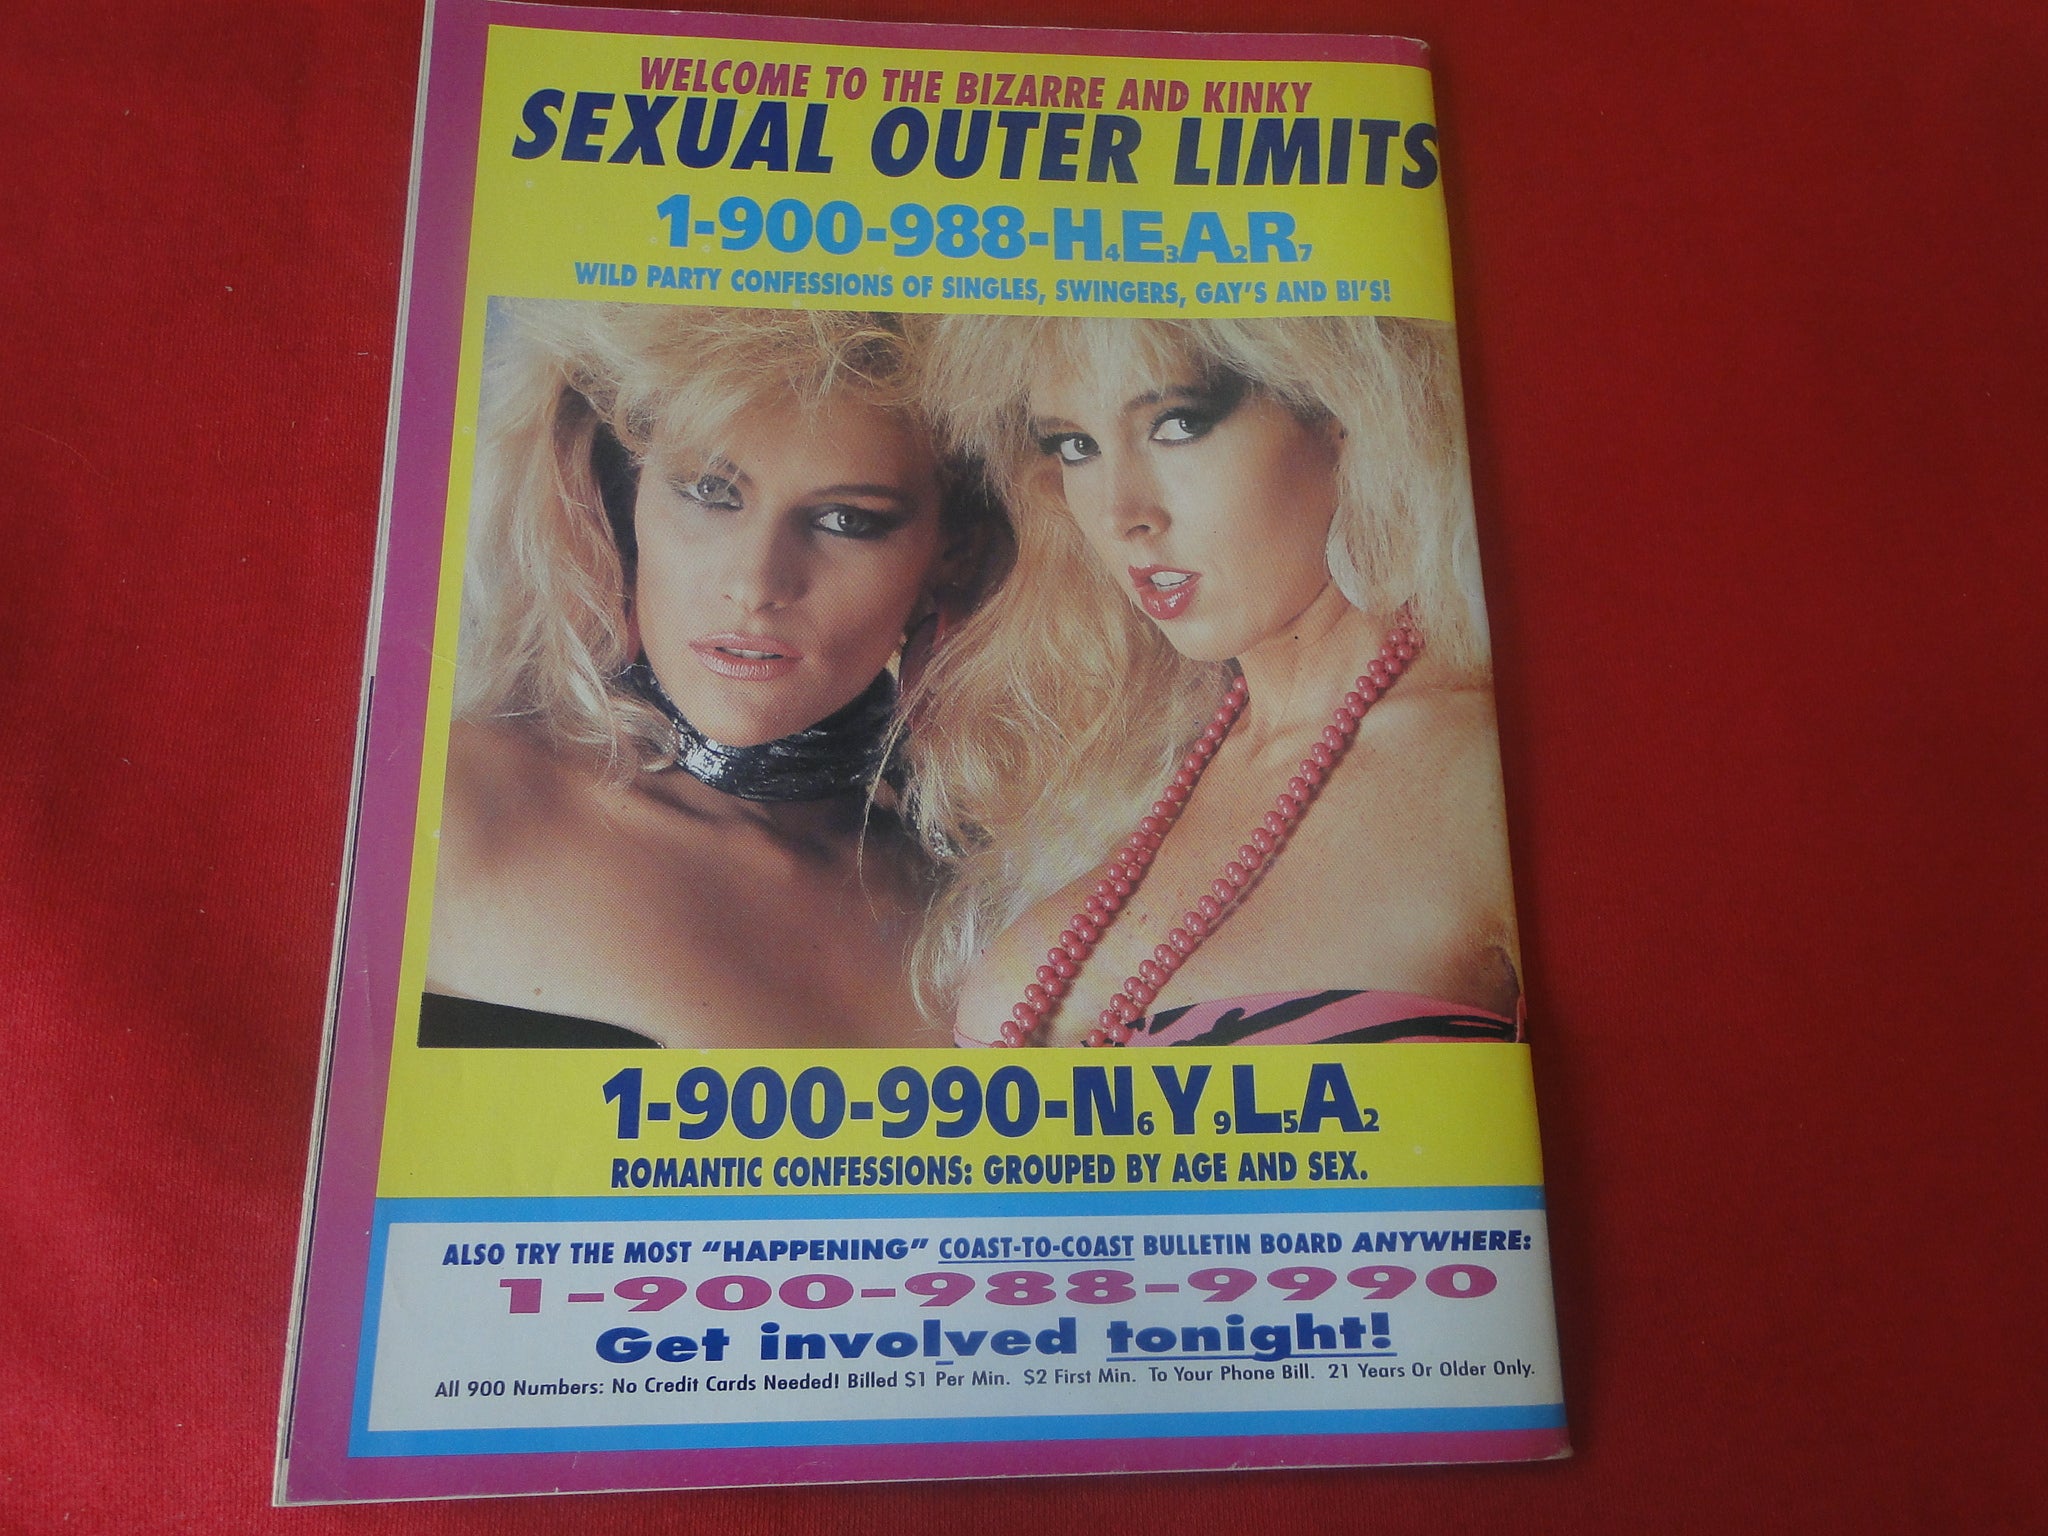 WELCOME TO THE BIZARRE AND KINKY
SEXUAL OUTER LIMITS
1-900-988-H4E3A2R7
WILD PARTY CONFESSIONS OF SINGLES, SWINGERS, GAY'S AND BI'S!
1-900-990-N6Y9L5A2
ROMANTIC CONFESSIONS: GROUPED BY AGE AND SEX.
ALSO TRY THE MOST "HAPPENING" COAST-TO-COAST BULLETIN BOARD ANYWHERE:
1-900-988-9990
Get involved tonight!
All 900 Numbers: No Credit Cards Needed! Billed $1 Per Min. $2 First Min. To Your Phone Bill. 21 Years Or Older Only.